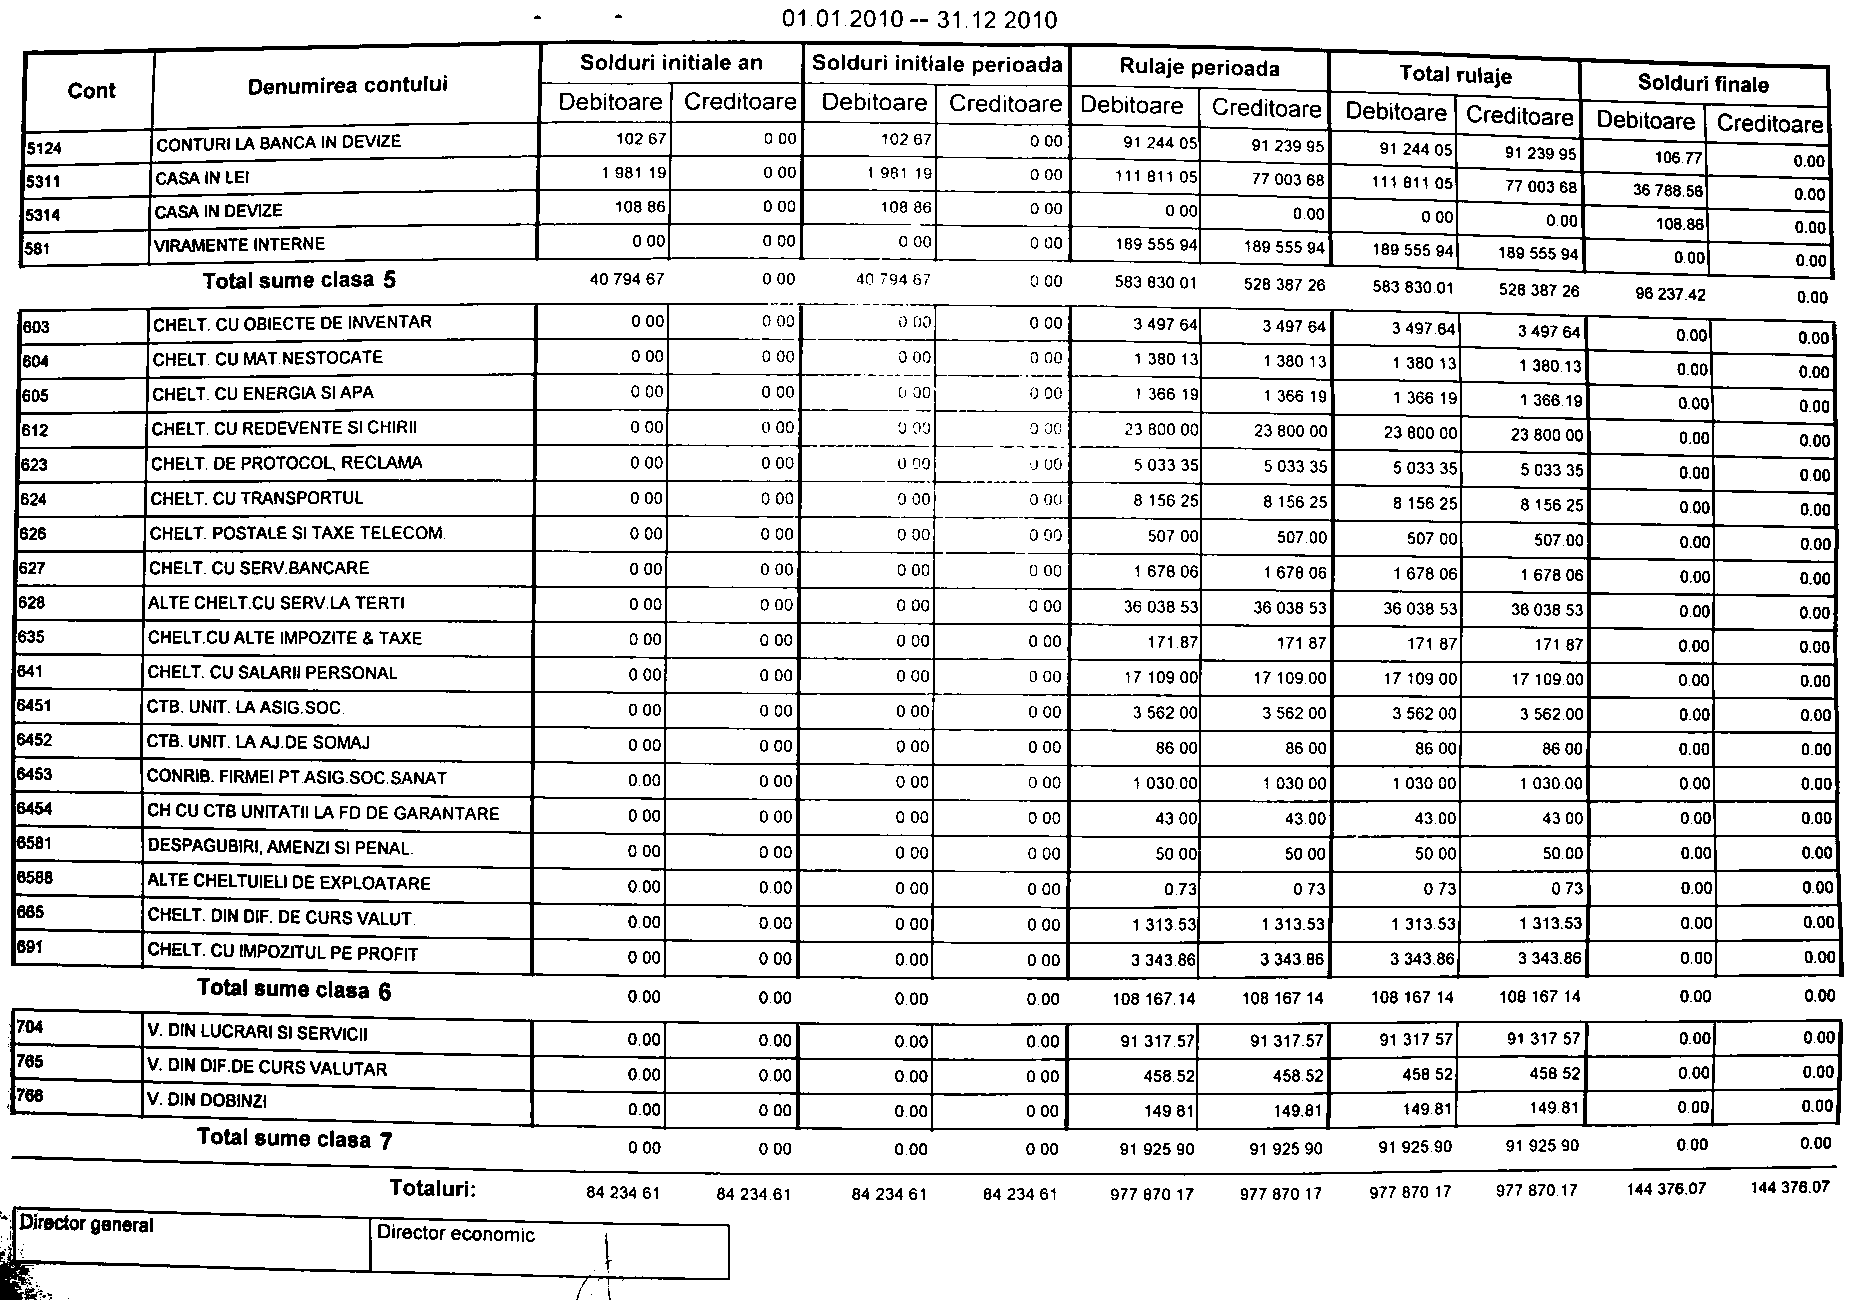 01.01.2010 -- 31.12 2010
Cont Denumirea contului Solduri initiale an Solduri initiale perioada Rulaje perioada Total rulaje Solduri finale
Debitoare Creditoare Debitoare Creditoare Debitoare Creditoare Debitoare Creditoare Debitoare Creditoare
5124 CONTURI LA BANCA IN DEVIZE 102 67 0 00 102 67 0 00 91 244 05 91 239 95 91 244 05 91 239 95 106.77 0.00
5311 CASA IN LEI 1 981 19 0 00 1 981 19 0 00 111 811 05 77 003 68 111 811 05 77 003 68 36 788.56 0.00
5314 CASA IN DEVIZE 108 86 0 00 108 86 0 00 0 00 0.00 0 00 0.00 108.86 0.00
581 VIRAMENTE INTERNE 0 00 0 00 0 00 0 00 189 555 94 189 555 94 189 555 94 189 555 94 0 00 0.00
Total sume clasa 5 40 794 67 0 00 40 794 67 0 00 583 830 01 528 387 26 583 830.01 528 387 26 96 237.42 0.00
603 CHELT. CU OBIECTE DE INVENTAR 0 00 0 00 0 00 0 00 3 497 64 3 497 64 3 497.64 3 497 64 0.00 0.00
604 CHELT. CU MAT.NESTOCATE 0 00 0 00 0 00 0 00 1 380 13 1 380 13 1 380 13 1 380.13 0.00 0.00
605 CHELT. CU ENERGIA SI APA 0 00 0 00 0 00 0 00 1 366 19 1 366 19 1 366 19 1 366.19 0.00 0.00
612 CHELT. CU REDEVENTE SI CHIRII 0 00 0 00 0 00 0 00 23 800 00 23 800 00 23 800 00 23 800 00 0.00 0.00
623 CHELT. DE PROTOCOL, RECLAMA 0 00 0 00 0 00 0 00 5 033 35 5 033 35 5 033 35 5 033 35 0.00 0.00
624 CHELT. CU TRANSPORTUL 0 00 0 00 0 00 0 00 8 156 25 8 156 25 8 156 25 8 156 25 0.00 0.00
626 CHELT. POSTALE SI TAXE TELECOM. 0 00 0 00 0 00 0 00 507 00 507.00 507 00 507.00 0.00 0.00
627 CHELT. CU SERV.BANCARE 0 00 0 00 0 00 0 00 1 678 06 1 678 06 1 678 06 1 678 06 0.00 0.00
628 ALTE CHELT.CU SERV.LA TERTI 0 00 0 00 0 00 0 00 36 038 53 36 038 53 36 038 53 36 038 53 0.00 0.00
635 CHELT.CU ALTE IMPOZITE & TAXE 0 00 0 00 0 00 0 00 171.87 171 87 171 87 171 87 0.00 0.00
641 CHELT. CU SALARII PERSONAL 0 00 0 00 0 00 0 00 17 109 00 17 109.00 17 109 00 17 109.00 0.00 0.00
6451 CTB. UNIT. LA ASIG.SOC. 0 00 0 00 0 00 0 00 3 562 00 3 562 00 3 562 00 3 562.00 0.00 0.00
6452 CTB. UNIT. LA AJ.DE SOMAJ 0 00 0 00 0 00 0 00 86 00 86 00 86 00 86 00 0.00 0.00
6453 CONRIB. FIRMEI PT.ASIG.SOC.SANAT 0.00 0 00 0 00 0 00 1 030.00 1 030 00 1 030.00 1 030.00 0.00 0.00
6454 CH CU CTB UNITATII LA FD DE GARANTARE 0 00 0 00 0 00 0 00 43 00 43.00 43.00 43 00 0.00 0.00
6581 DESPAGUBIRI, AMENZI SI PENAL. 0 00 0 00 0 00 0 00 50 00 50 00 50 00 50.00 0.00 0.00
6588 ALTE CHELTUIELI DE EXPLOATARE 0.00 0 00 0 00 0 00 0 73 0 73 0 73 0 73 0.00 0.00
665 CHELT. DIN DIF. DE CURS VALUT. 0 00 0 00 0 00 0 00 1 313.53 1 313.53 1 313.53 1 313.53 0.00 0.00
691 CHELT. CU IMPOZITUL PE PROFIT 0 00 0 00 0 00 0 00 3 343.86 3 343.86 3 343.86 3 343.86 0.00 0.00
Total sume clasa 6 0.00 0.00 0.00 0.00 108 167.14 108 167 14 108 167 14 108 167 14 0.00 0.00
704 V. DIN LUCRARI SI SERVICII 0.00 0.00 0.00 0.00 91 317.57 91 317.57 91 317 57 91 317 57 0.00 0.00
765 V. DIN DIF.DE CURS VALUTAR 0.00 0.00 0.00 0 00 458.52 458.52 458 52 458 52 0.00 0.00
766 V. DIN DOBINZI 0.00 0.00 0.00 0 00 149 81 149.81 149.81 149.81 0.00 0.00
Total sume clasa 7 0 00 0 00 0.00 0 00 91 925 90 91 925 90 91 925.90 91 925 90 0.00 0.00
Totaluri: 84 234 61 84 234.61 84 234 61 84 234 61 977 870 17 977 870 17 977 870 17 977 870.17 144 376.07 144 376.07
Director general Director economic